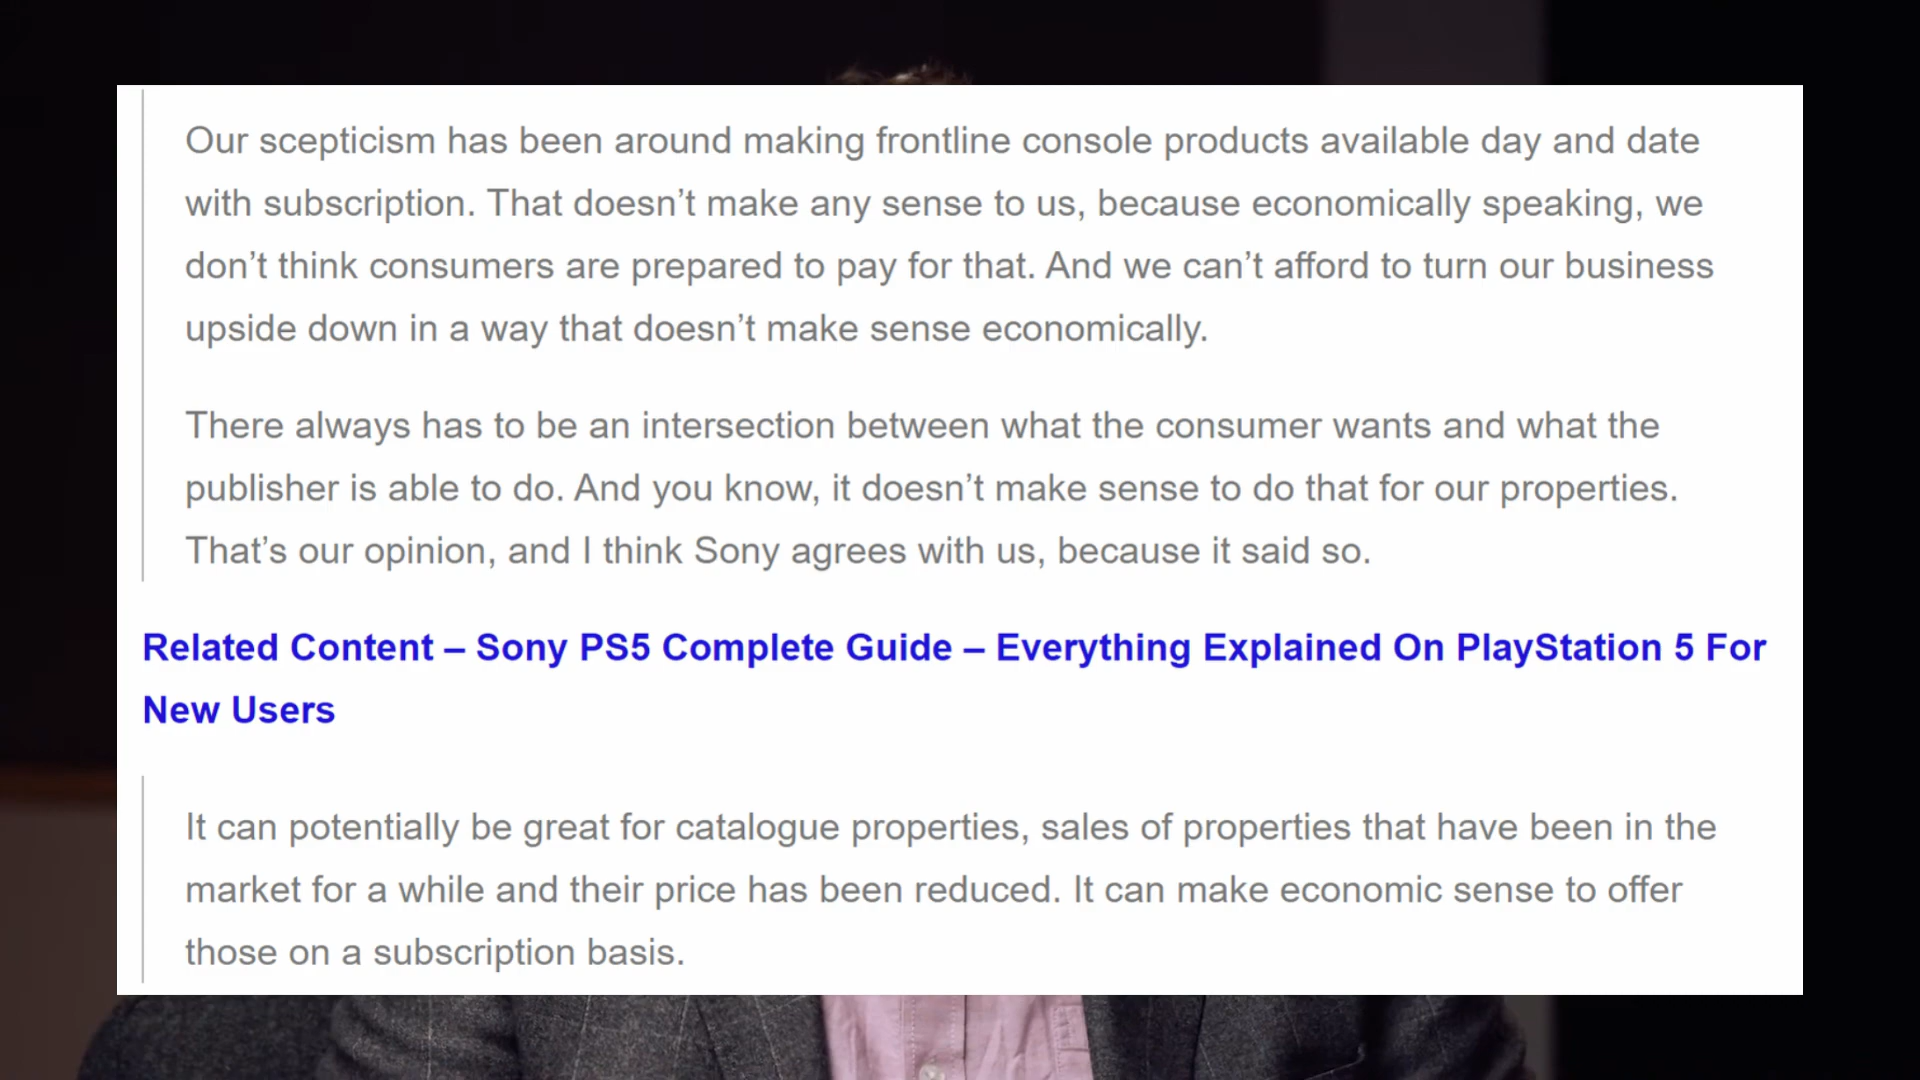 Our scepticism has been around making frontline console products available day and date
with subscription. That doesn’t make any sense to us, because economically speaking, we
don’t think consumers are prepared to pay for that. And we can’t afford to turn our business
upside down in a way that doesn’t make sense economically.
There always has to be an intersection between what the consumer wants and what the
publisher is able to do. And you know, it doesn’t make sense to do that for our properties.
That’s our opinion, and I think Sony agrees with us, because it said so.
Related Content – Sony PS5 Complete Guide – Everything Explained On PlayStation 5 For
New Users
It can potentially be great for catalogue properties, sales of properties that have been in the
market for a while and their price has been reduced. It can make economic sense to offer
those on a subscription basis.